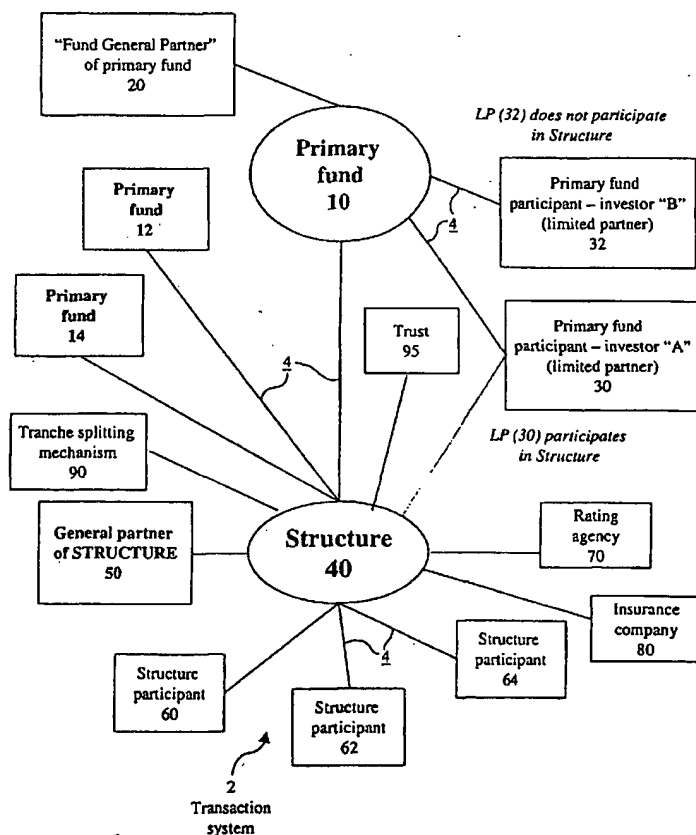 "Fund General Partner"
of primary fund
20
LP (32) does not participate
in Structure
Primary
fund
10
Primary fund
participant – investor "B"
(limited partner)
32
Primary
fund
12
4
Primary
fund
14
Trust
95
Primary fund
participant – investor "A"
(limited partner)
30
4
4
LP (30) participates
in Structure
Tranche splitting
mechanism
90
General partner
of STRUCTURE
50
Structure
40
Rating
agency
70
Insurance
company
80
Structure
participant
60
4
Structure
participant
62
Structure
participant
64
2
Transaction
system